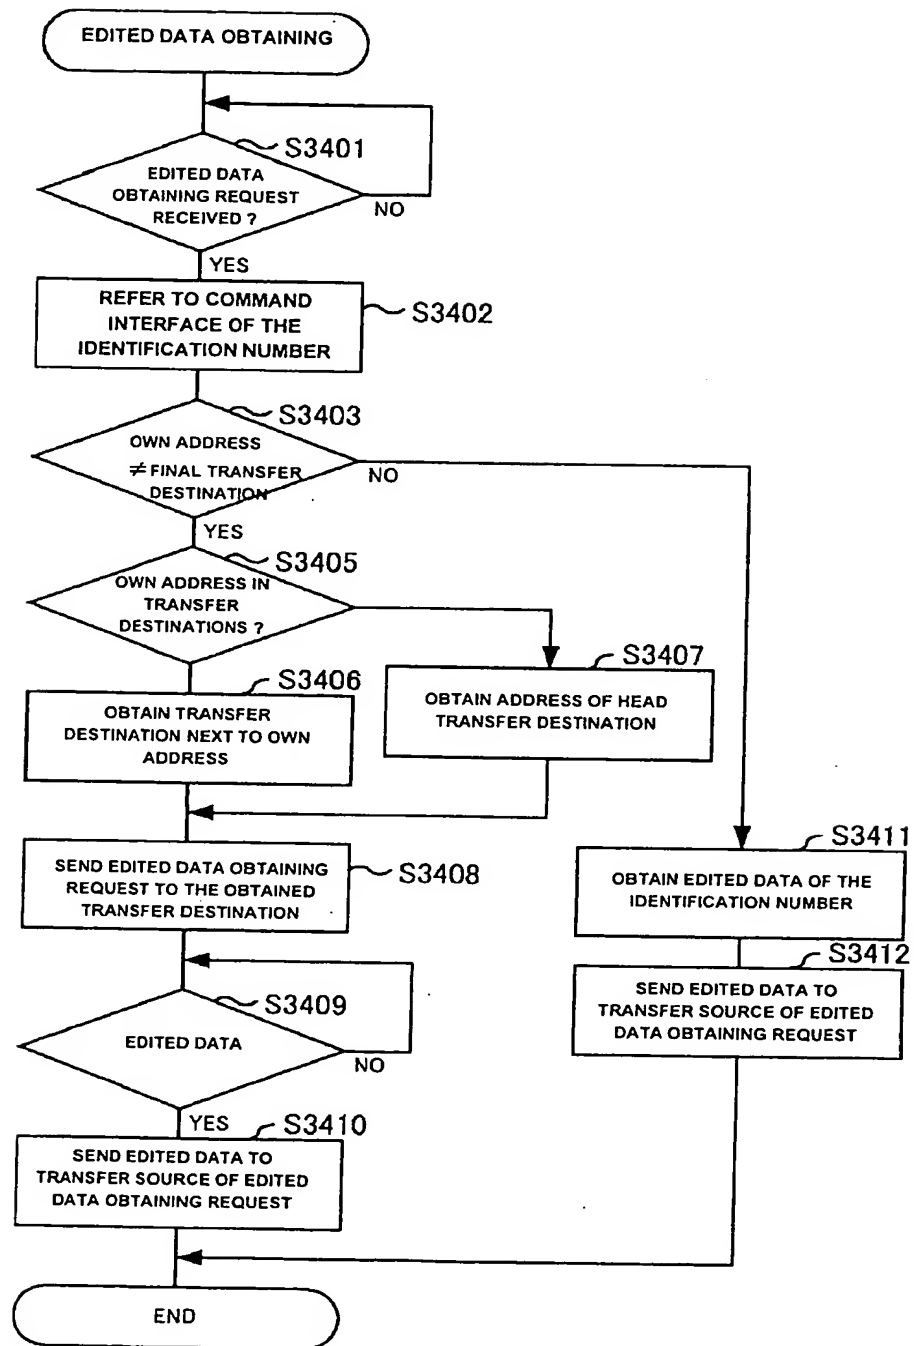 EDITED DATA OBTAINING
S3401
EDITED DATA
OBTAINING REQUEST
RECEIVED ?
NO
YES
REFER TO COMMAND
INTERFACE OF THE
IDENTIFICATION NUMBER
S3402
S3403
OWN ADDRESS
≠ FINAL TRANSFER
DESTINATION
NO
YES
S3405
OWN ADDRESS IN
TRANSFER
DESTINATIONS ?
S3406
OBTAIN TRANSFER
DESTINATION NEXT TO OWN
ADDRESS
S3407
OBTAIN ADDRESS OF HEAD
TRANSFER DESTINATION
SEND EDITED DATA OBTAINING
REQUEST TO THE OBTAINED
TRANSFER DESTINATION
S3408
S3411
OBTAIN EDITED DATA OF THE
IDENTIFICATION NUMBER
S3412
SEND EDITED DATA TO
TRANSFER SOURCE OF EDITED
DATA OBTAINING REQUEST
S3409
EDITED DATA
NO
YES
S3410
SEND EDITED DATA TO
TRANSFER SOURCE OF EDITED
DATA OBTAINING REQUEST
END